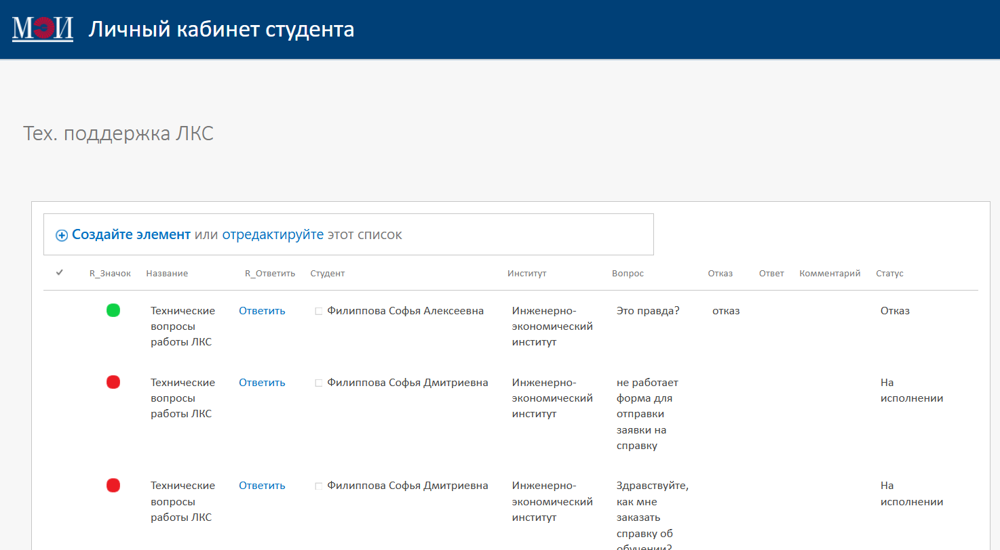 МЭИ Личный кабинет студента
Тех. поддержка ЛКС
Создайте элемент или отредактируйте этот список
R_Значок Название R_Ответить Студент Институт Вопрос Отказ Ответ Комментарий Статус
Технические Ответить Филиппова Софья Алексеевна Инженерно- Это правда? отказ Отказ
вопросы экономический
работы ЛКС институт
Технические Ответить Филиппова Софья Дмитриевна Инженерно- не работает На
вопросы экономический форма для исполнении
работы ЛКС институт отправки
заявки на
справку
Технические Ответить Филиппова Софья Дмитриевна Инженерно- Здравствуйте, На
вопросы экономический как мне исполнении
работы ЛКС институт заказать
справку об
обучении?